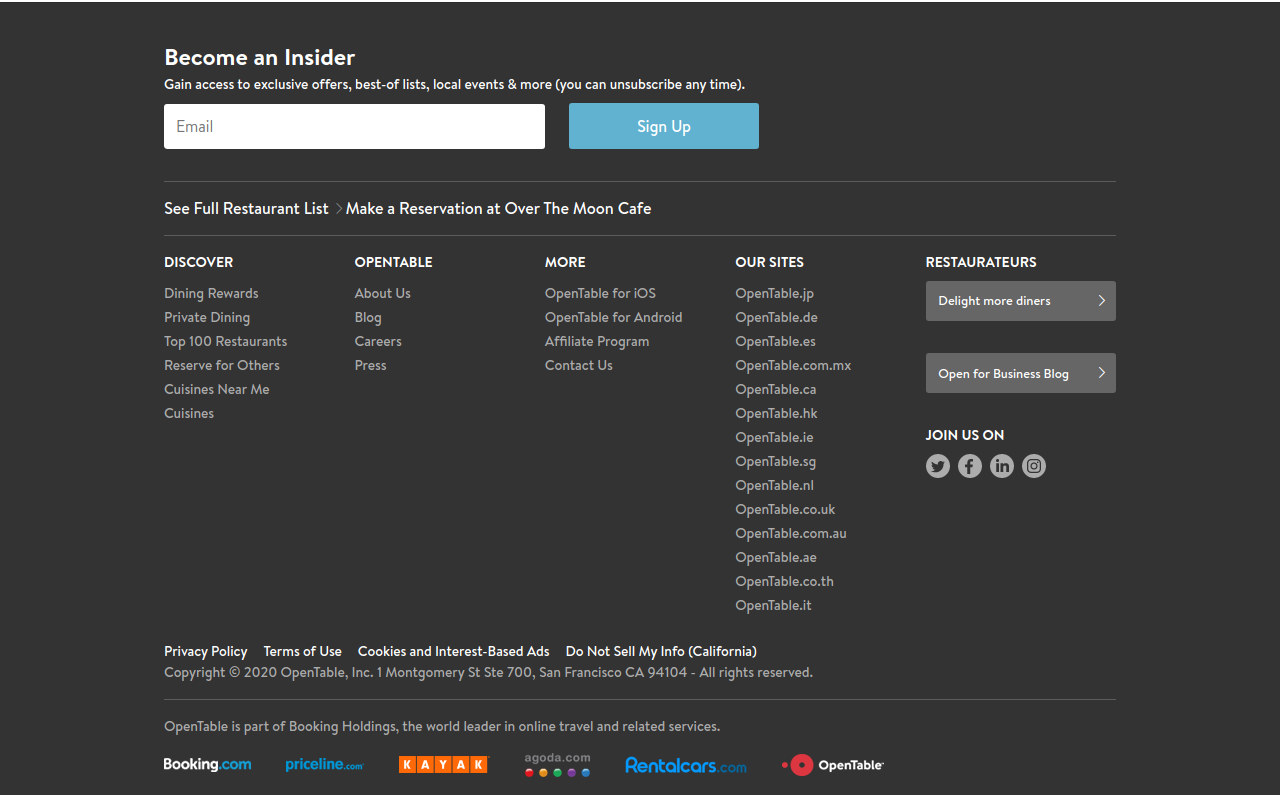 Become an Insider
Gain access to exclusive offers, best-of lists, local events & more (you can unsubscribe any time).
Email
Sign Up
See Full Restaurant List
Make a Reservation at Over The Moon Cafe
DISCOVER
Dining Rewards
Private Dining
Top 100 Restaurants
Reserve for Others
Cuisines Near Me
Cuisines
OPENTABLE
About Us
Blog
Careers
Press
MORE
OpenTable for iOS
OpenTable for Android
Affiliate Program
Contact Us
OUR SITES
OpenTable.jp
OpenTable.de
OpenTable.es
OpenTable.com.mx
OpenTable.ca
OpenTable.hk
OpenTable.ie
OpenTable.sg
OpenTable.nl
OpenTable.co.uk
OpenTable.com.au
OpenTable.ae
OpenTable.co.th
OpenTable.it
RESTAURATEURS
Delight more diners
Open for Business Blog
JOIN US ON
Privacy Policy Terms of Use Cookies and Interest-Based Ads Do Not Sell My Info (California)
Copyright © 2020 OpenTable, Inc. 1 Montgomery St Ste 700, San Francisco CA 94104 - All rights reserved.
OpenTable is part of Booking Holdings, the world leader in online travel and related services.
Booking.com
priceline.com
KAYAK
agoda.com
Rentalcars.com
OpenTable